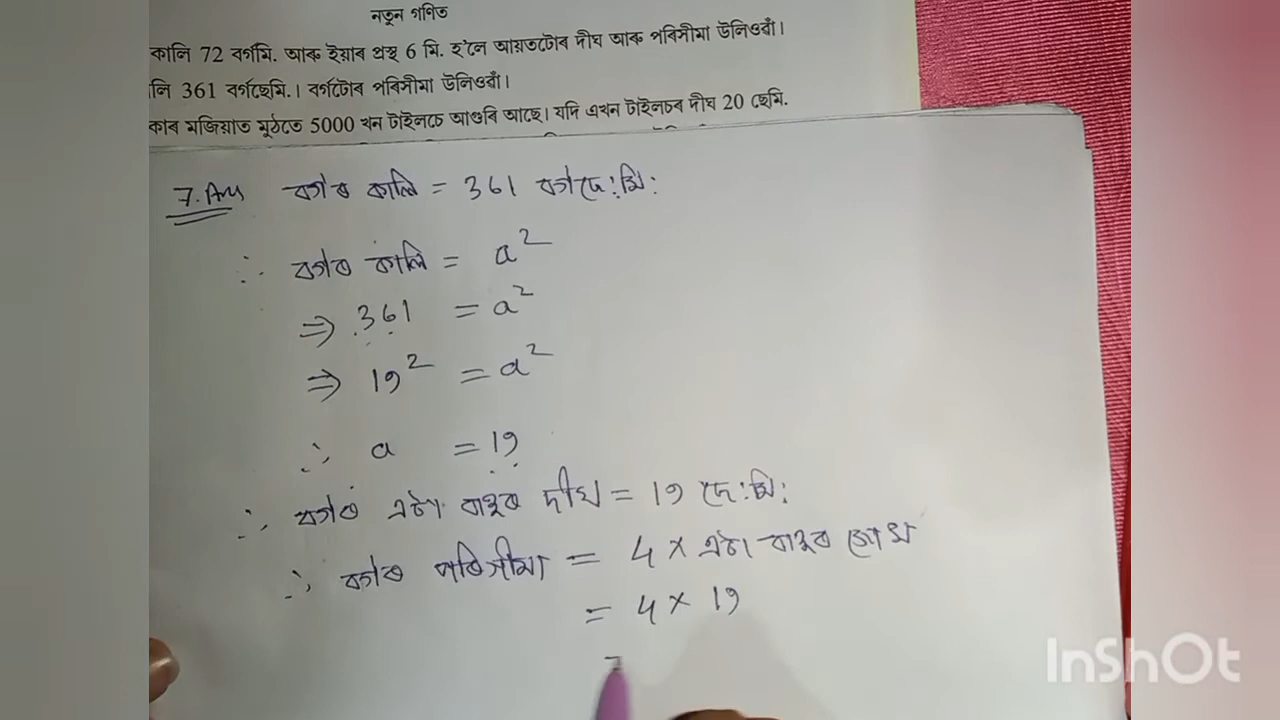 নতুন গণিত
কালি 72 বৰ্গমি. আৰু ইয়াৰ প্ৰস্থ 6 মি. হ'লে আয়তটোৰ দীঘ আৰু পৰিসীমা উলিওৱাঁ।
লি 361 বৰ্গছেমি.। বৰ্গটোৰ পৰিসীমা উলিওৱাঁ।
কাৰ মজিয়াত মুঠতে 5000 খন টাইলচে আগুৰি আছে। যদি এখন টাইলচৰ দীঘ 20 ছেমি.
7. Ans বৰ্গৰ কালি = 361 বৰ্গছে:মি:
∴ বৰ্গৰ কালি = a²
⇒ 361 = a²
⇒ 19² = a²
∴ a = 19
∴ বৰ্গৰ এটা বাহুৰ দীঘ = 19 ছে:মি:
∴ বৰ্গৰ পৰিসীমা = 4 × এটা বাহুৰ জোখ
= 4 × 19
InShOt